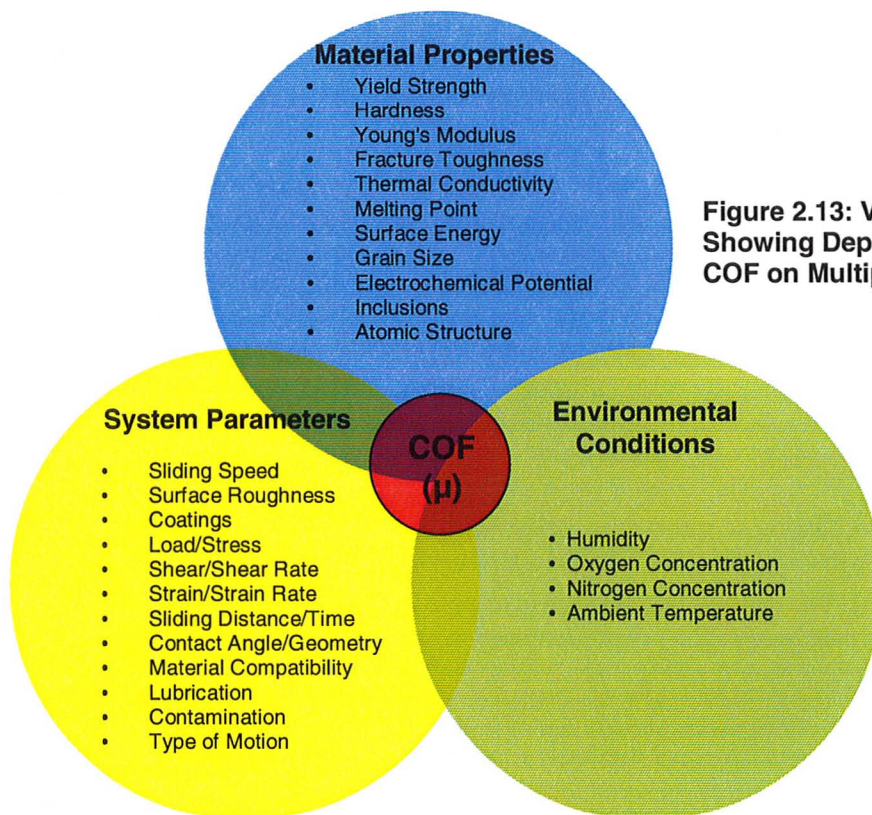 Material Properties
• Yield Strength
• Hardness
• Young's Modulus
• Fracture Toughness
• Thermal Conductivity
• Melting Point
• Surface Energy
• Grain Size
• Electrochemical Potential
• Inclusions
• Atomic Structure
Figure 2.13: V
Showing Dep
COF on Multip
System Parameters
• Sliding Speed
• Surface Roughness
• Coatings
• Load/Stress
• Shear/Shear Rate
• Strain/Strain Rate
• Sliding Distance/Time
• Contact Angle/Geometry
• Material Compatibility
• Lubrication
• Contamination
• Type of Motion
COF
(μ)
Environmental
Conditions
• Humidity
• Oxygen Concentration
• Nitrogen Concentration
• Ambient Temperature